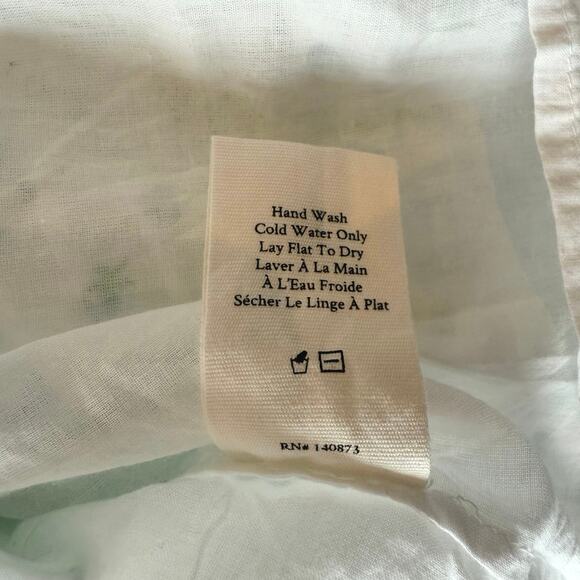 Hand Wash
Cold Water Only
Lay Flat To Dry
Laver À La Main
À L'Eau Froide
Sécher Le Linge À Plat
RN# 140873